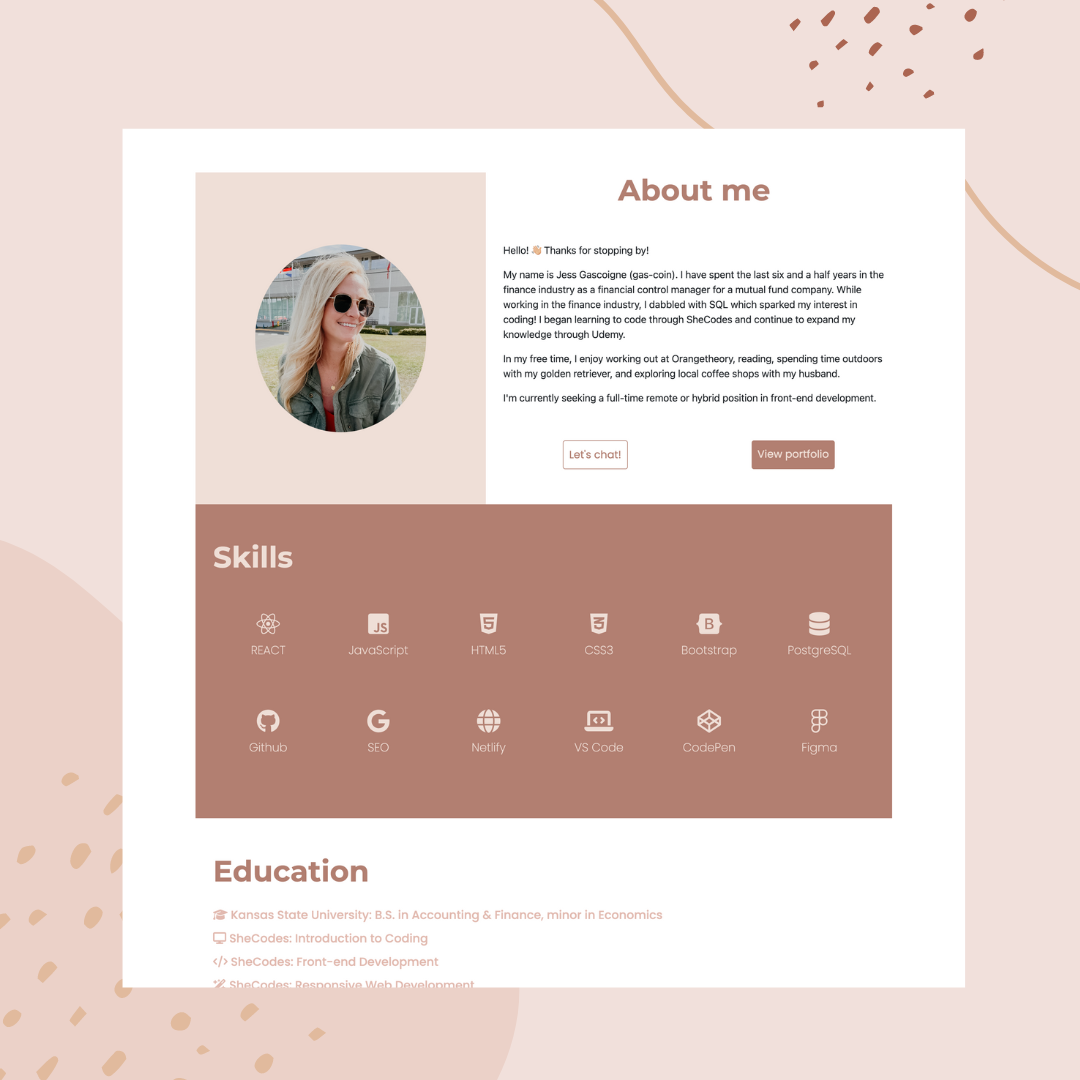 About me
Hello! 👋🏼 Thanks for stopping by!
My name is Jess Gascoigne (gas-coin). I have spent the last six and a half years in the
finance industry as a financial control manager for a mutual fund company. While
working in the finance industry, I dabbled with SQL which sparked my interest in
coding! I began learning to code through SheCodes and continue to expand my
knowledge through Udemy.
In my free time, I enjoy working out at Orangetheory, reading, spending time outdoors
with my golden retriever, and exploring local coffee shops with my husband.
I'm currently seeking a full-time remote or hybrid position in front-end development.
Let's chat!
View portfolio
Skills
JS
B
REACT
JavaScript
HTML5
CSS3
Bootstrap
PostgreSQL
Github
SEO
Netlify
VS Code
CodePen
Figma
Education
Kansas State University: B.S. in Accounting & Finance, minor in Economics
SheCodes: Introduction to Coding
SheCodes: Front-end Development
SheCodes: Responsive Web Development